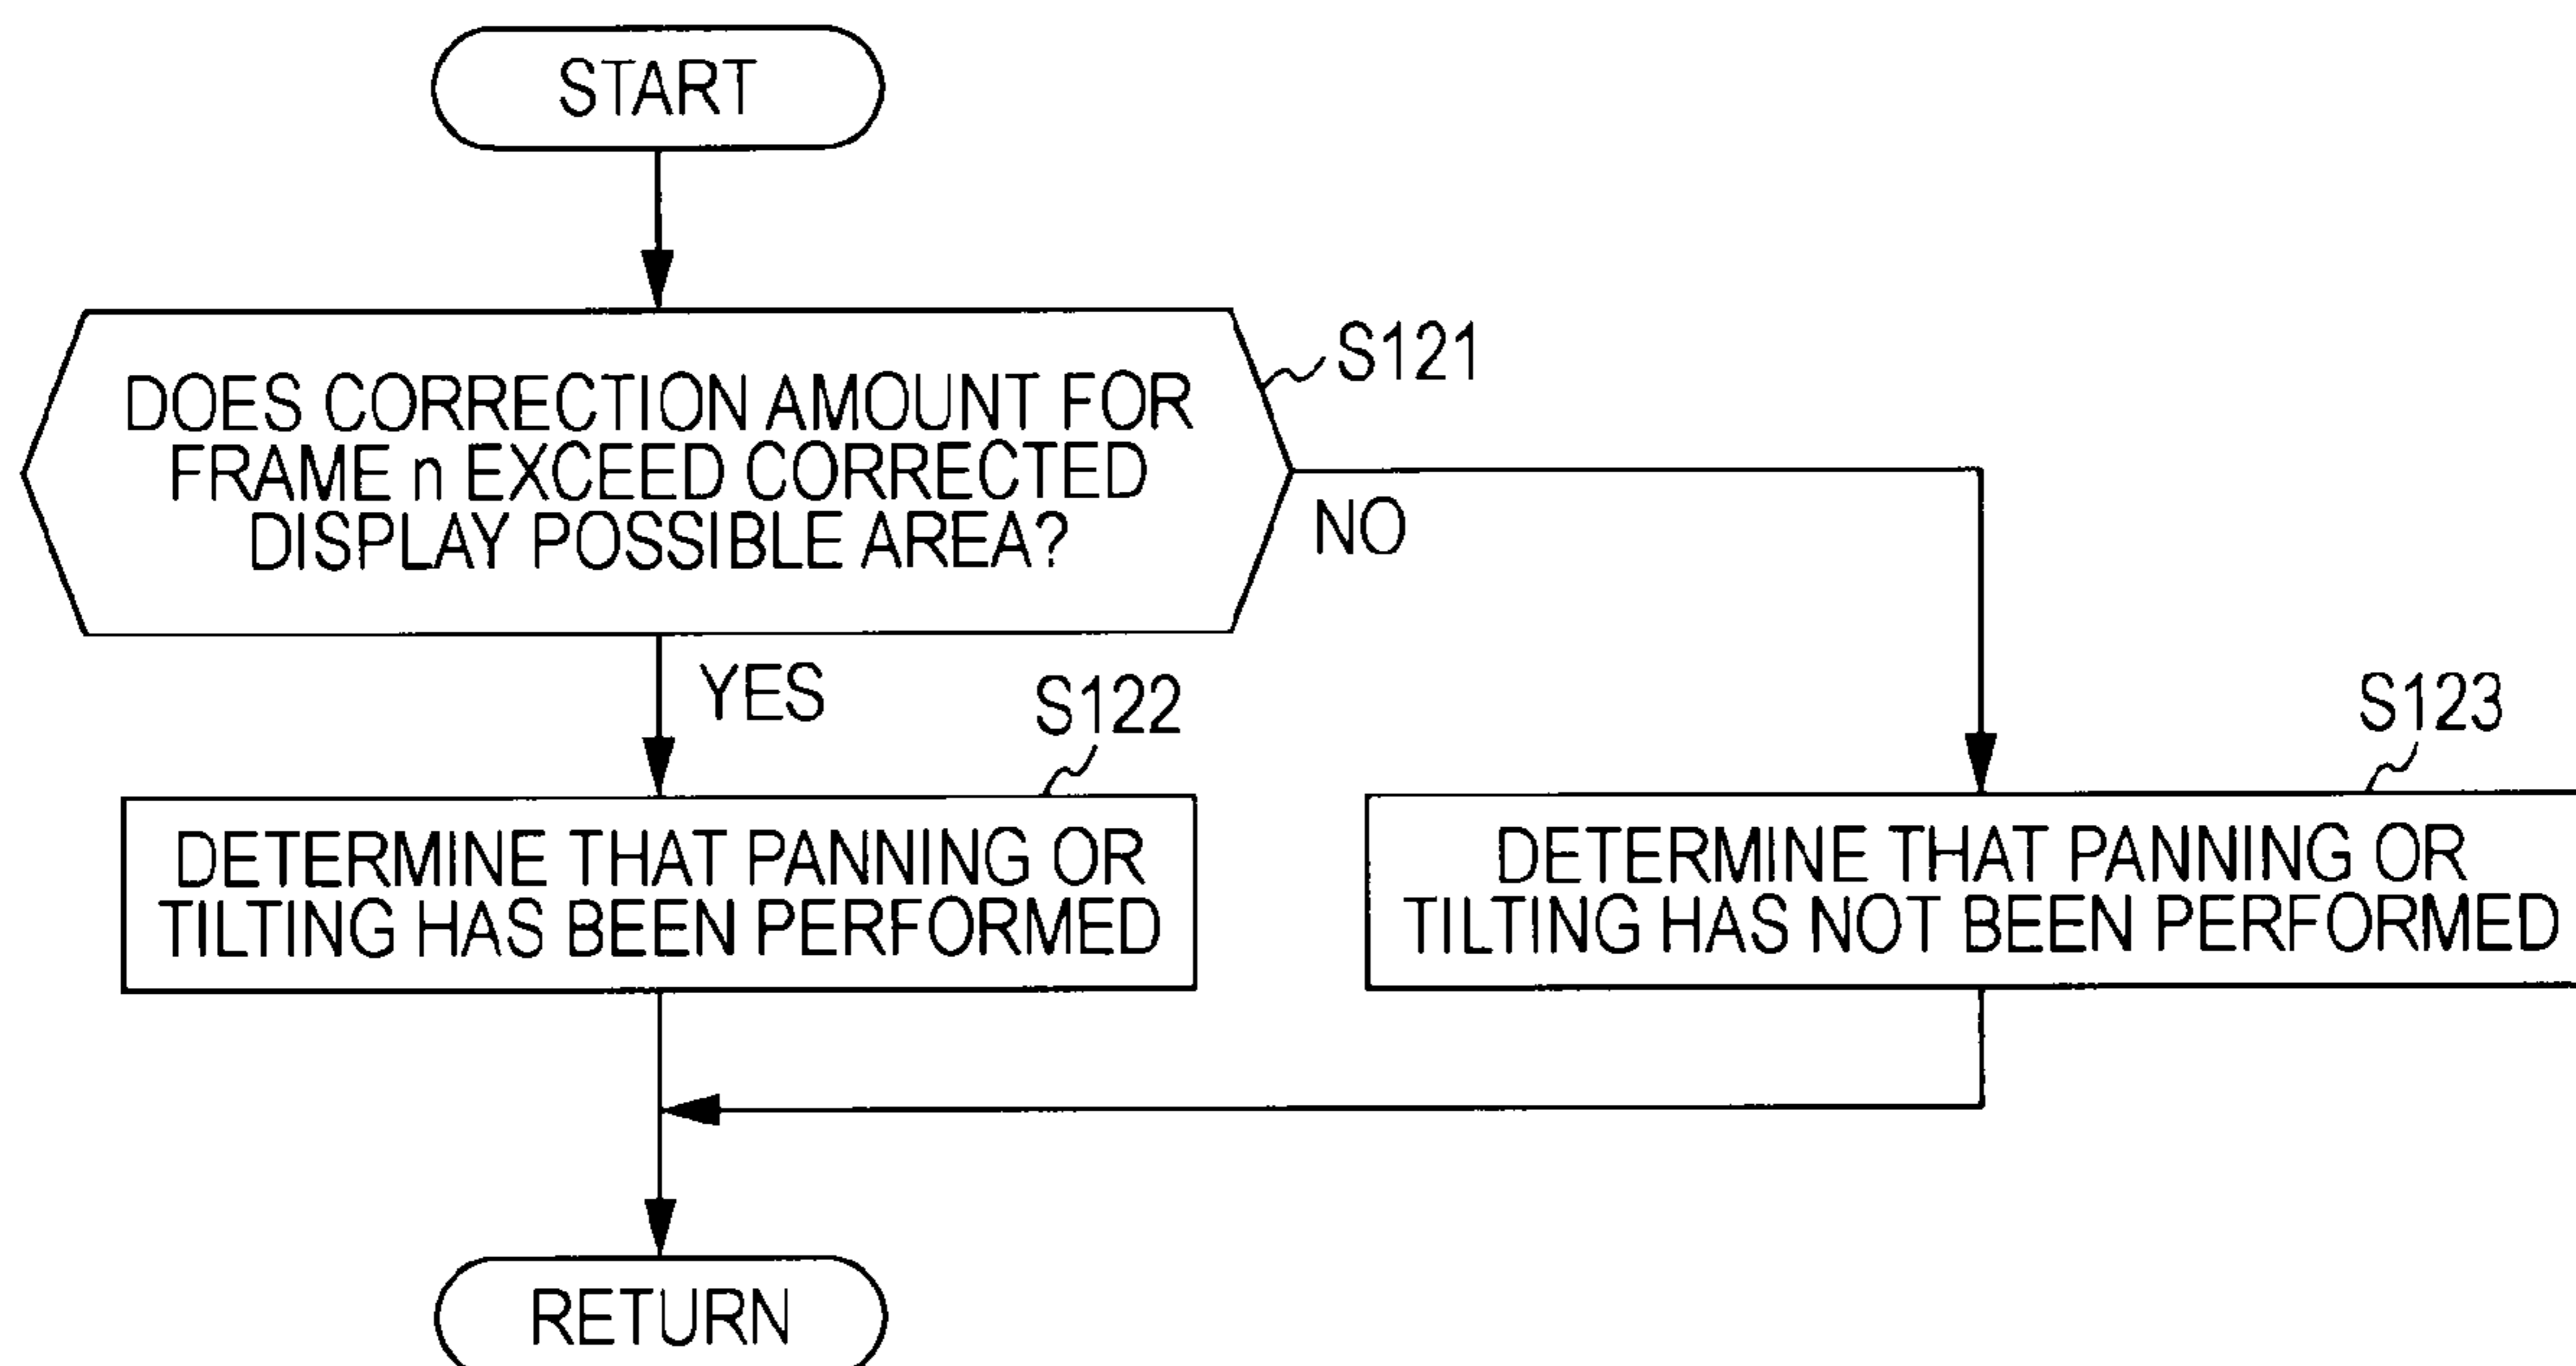 START
DOES CORRECTION AMOUNT FOR
FRAME n EXCEED CORRECTED
DISPLAY POSSIBLE AREA?
S121
NO
YES
S122
S123
DETERMINE THAT PANNING OR
TILTING HAS BEEN PERFORMED
DETERMINE THAT PANNING OR
TILTING HAS NOT BEEN PERFORMED
RETURN